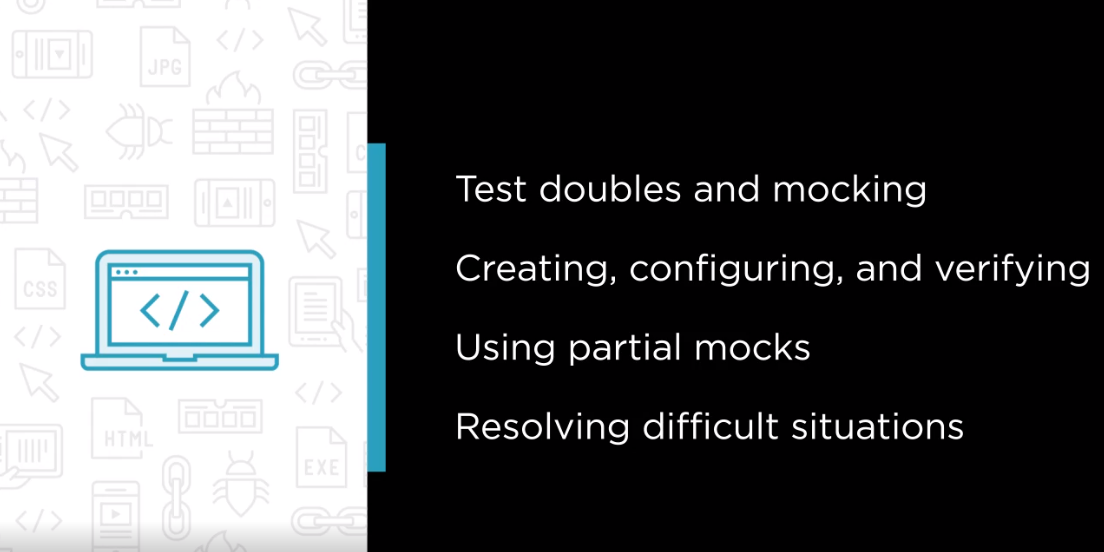 JPG
CSS
HTML
EXE
Test doubles and mocking
Creating, configuring, and verifying
Using partial mocks
Resolving difficult situations